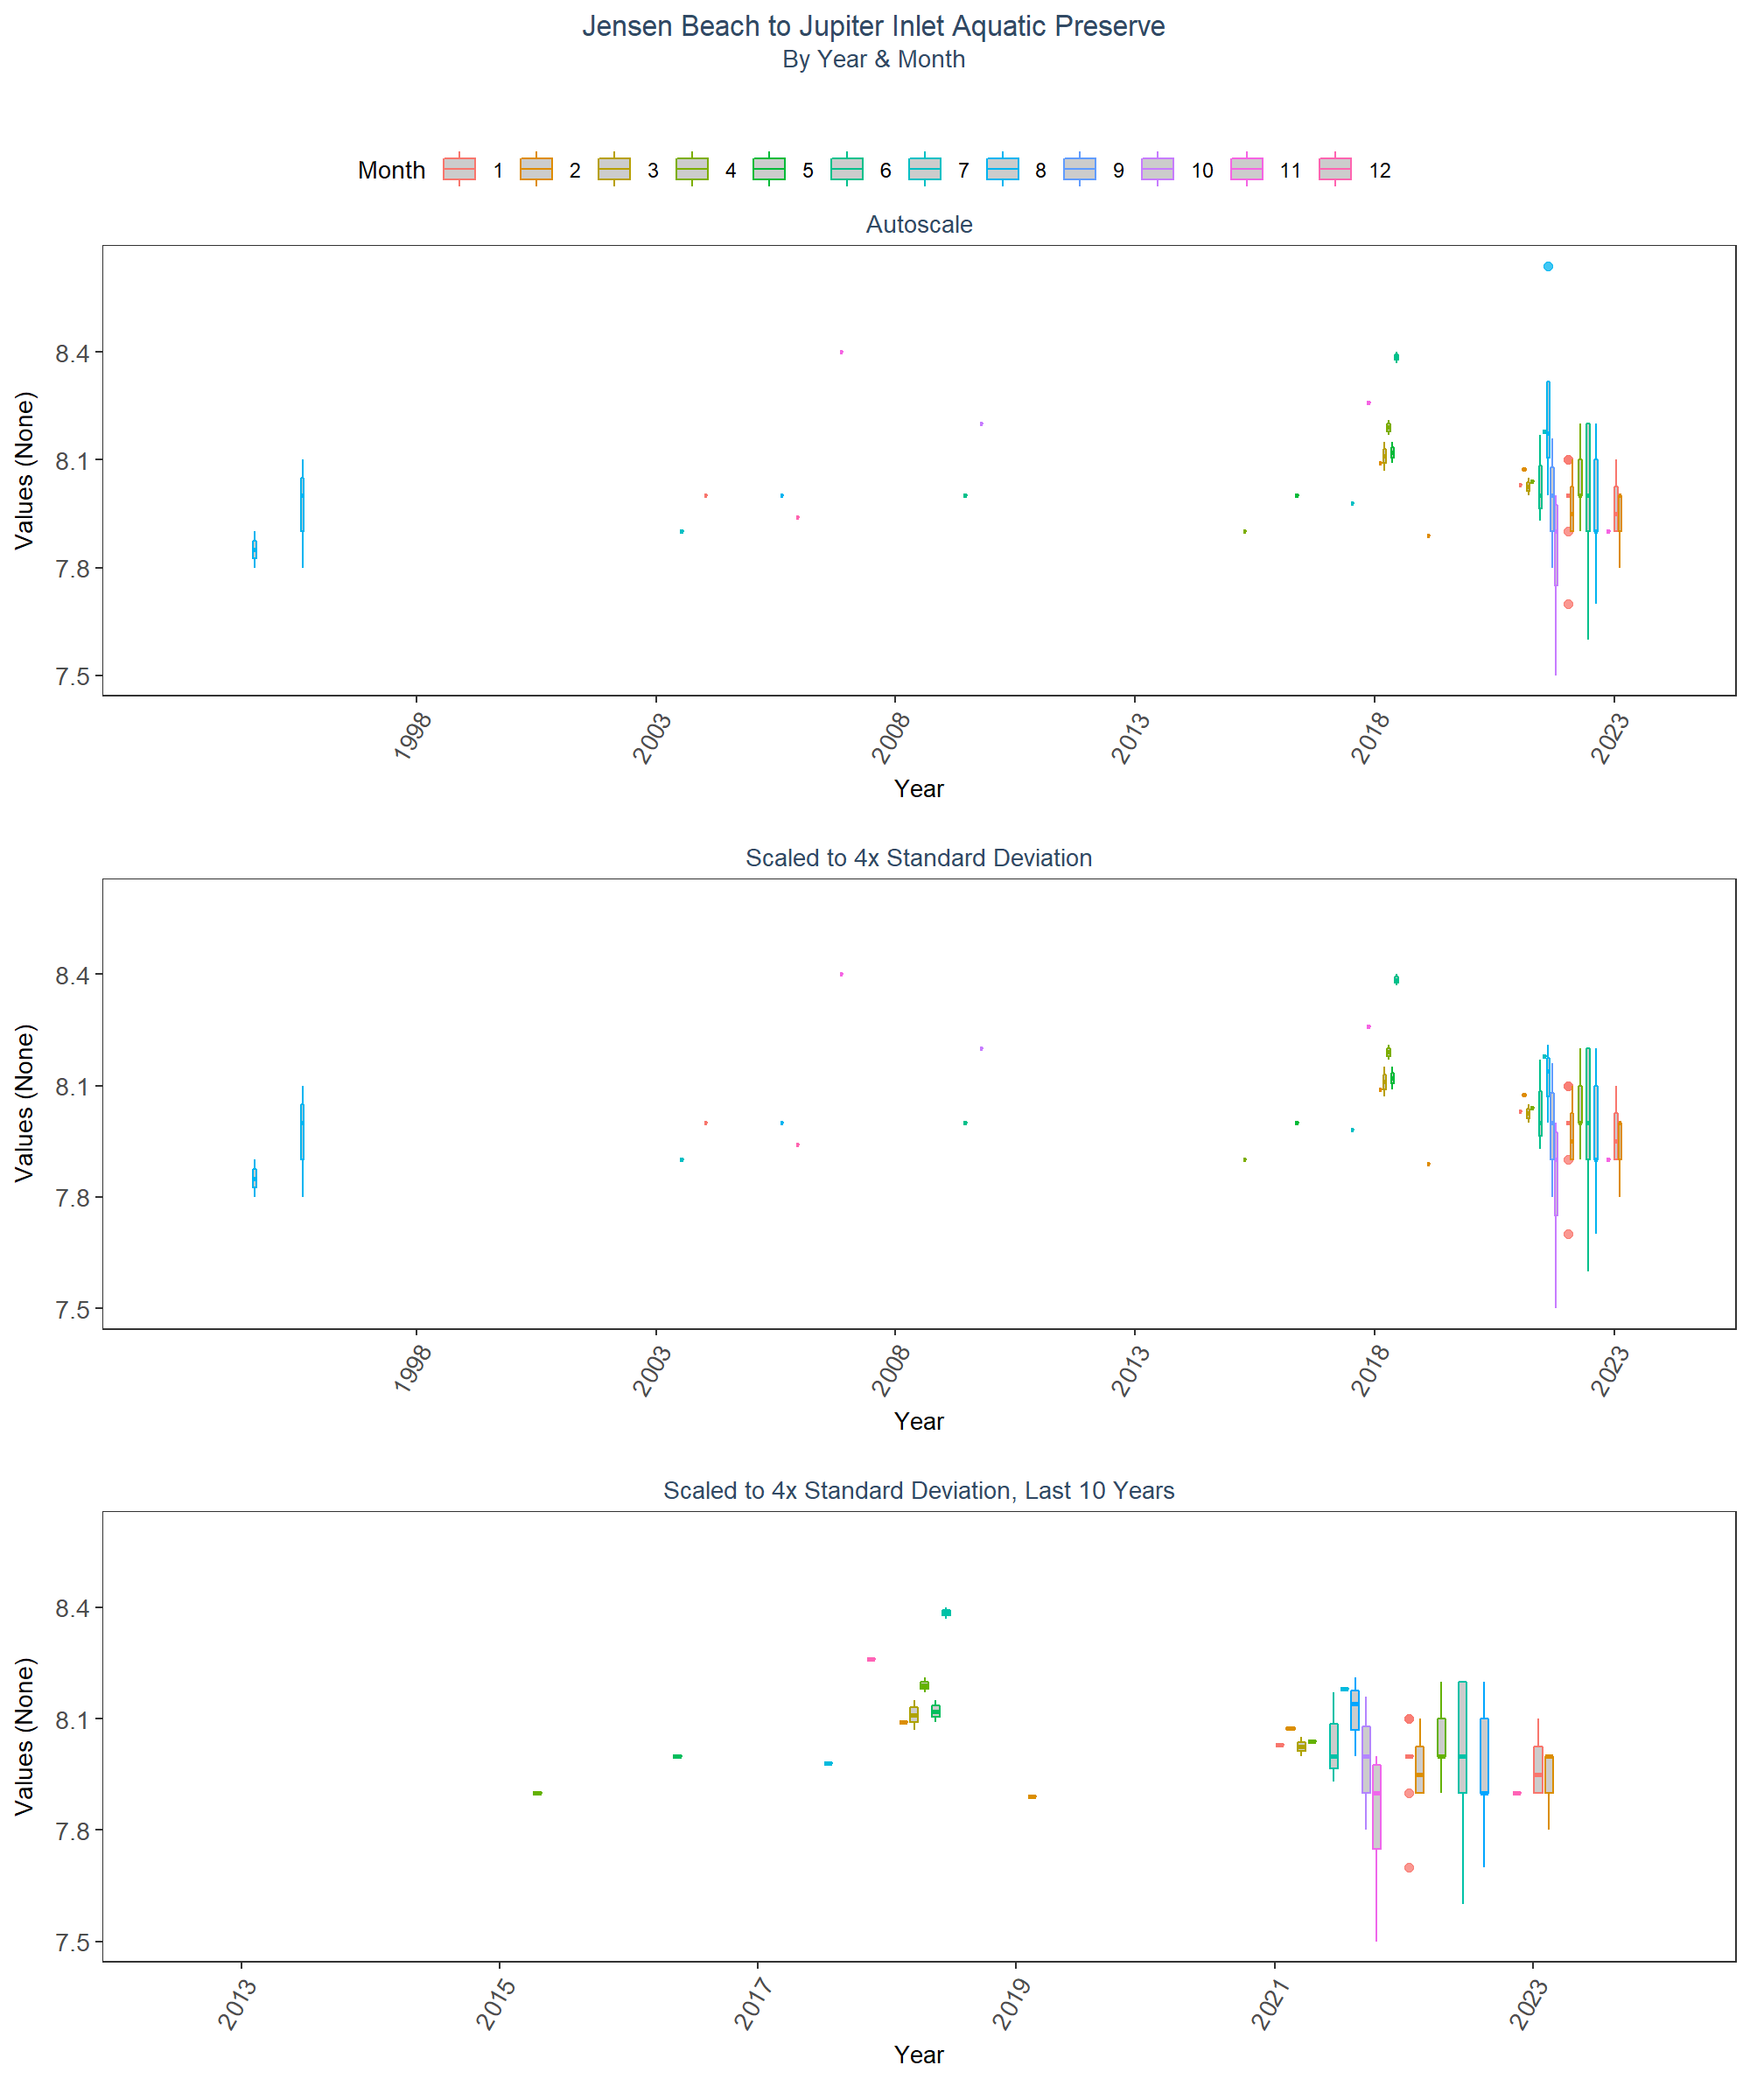 Jensen Beach to Jupiter Inlet Aquatic Preserve
By Year & Month
Month 1 2 3 4 5 6 7 8 9 10 11 12
Autoscale
Values (None)
8.4
8.1
7.8
7.5
1998 2003 2008 2013 2018 2023
Year
Scaled to 4x Standard Deviation
Values (None)
8.4
8.1
7.8
7.5
1998 2003 2008 2013 2018 2023
Year
Scaled to 4x Standard Deviation, Last 10 Years
Values (None)
8.4
8.1
7.8
7.5
2013 2015 2017 2019 2021 2023
Year